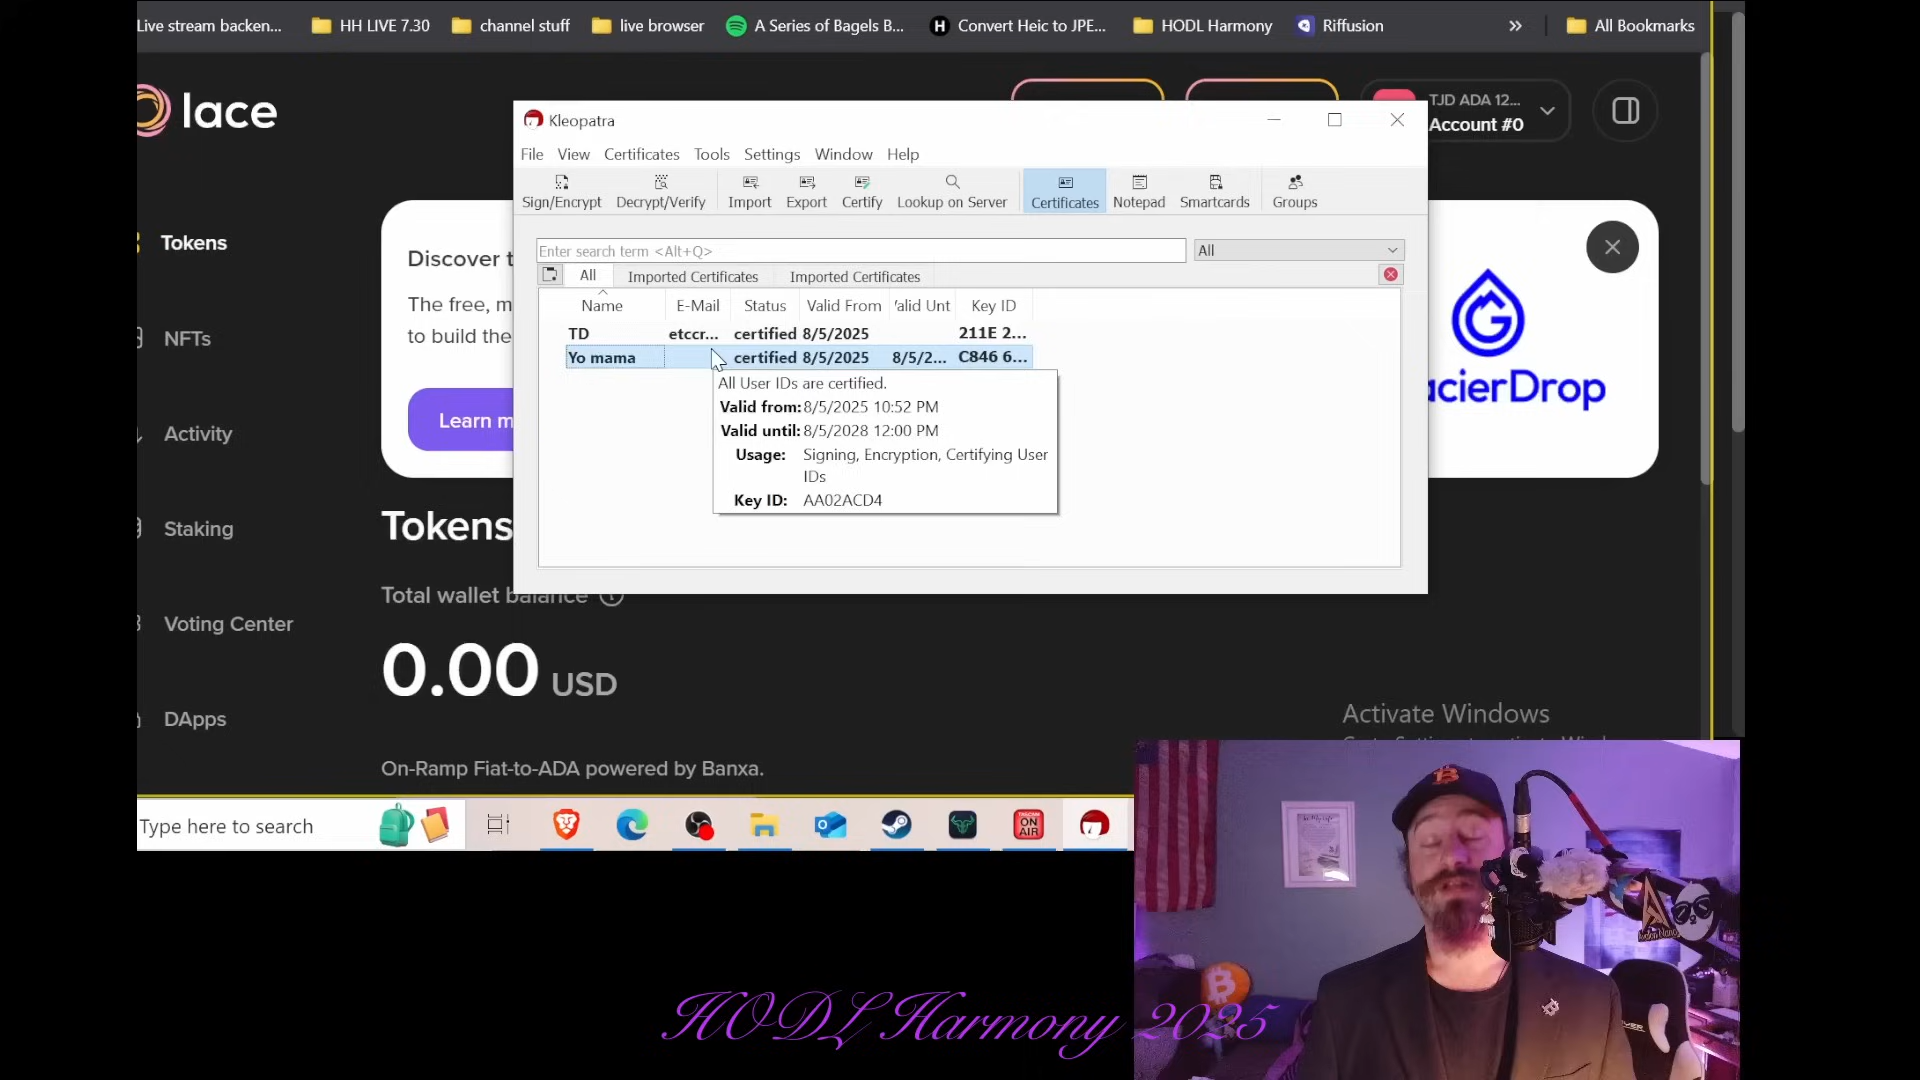 Live stream backen...
HH LIVE 7.30
channel stuff
live browser
A Series of Bagels B...
H
Convert Heic to JPE...
HODL Harmony
Riffusion
»
All Bookmarks
lace
TJD ADA 12...
Account #0
Kleopatra
File View Certificates Tools Settings Window Help
Sign/Encrypt Decrypt/Verify Import Export Certify Lookup on Server Certificates Notepad Smartcards Groups
Enter search term <Alt+Q>
All
All Imported Certificates Imported Certificates
Name E-Mail Status Valid From 'alid Unt Key ID
TD etccr... certified 8/5/2025 211E 2...
Yo mama certified 8/5/2025 8/5/2... C846 6...
All User IDs are certified.
Valid from: 8/5/2025 10:52 PM
Valid until: 8/5/2028 12:00 PM
Usage: Signing, Encryption, Certifying User
IDs
Key ID: AA02ACD4
Tokens
NFTs
Activity
Staking
Voting Center
DApps
Discover t
The free, m
to build the
Learn m
acierDrop
Tokens
Total wallet balance
0.00 USD
On-Ramp Fiat-to-ADA powered by Banxa.
Activate Windows
Type here to search
ON
AIR
HODL Harmony 2025